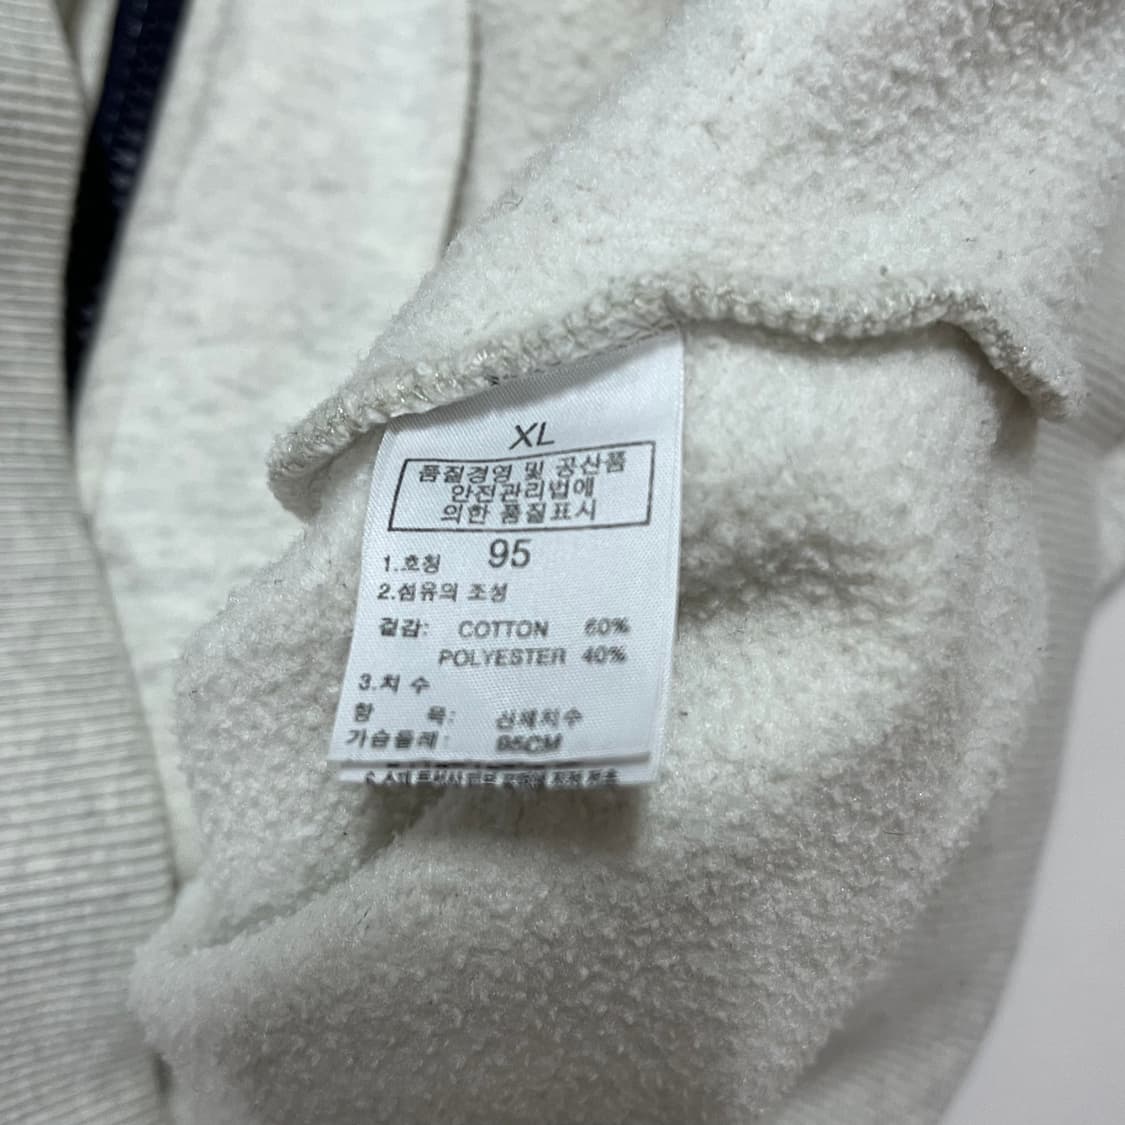 XL
품질경영 및 공산품
안전관리법에
의한 품질표시
1.호칭 95
2.섬유의 조성
겉감: COTTON 60%
POLYESTER 40%
3.치 수
항 목: 신체치수
가슴둘레: 95CM